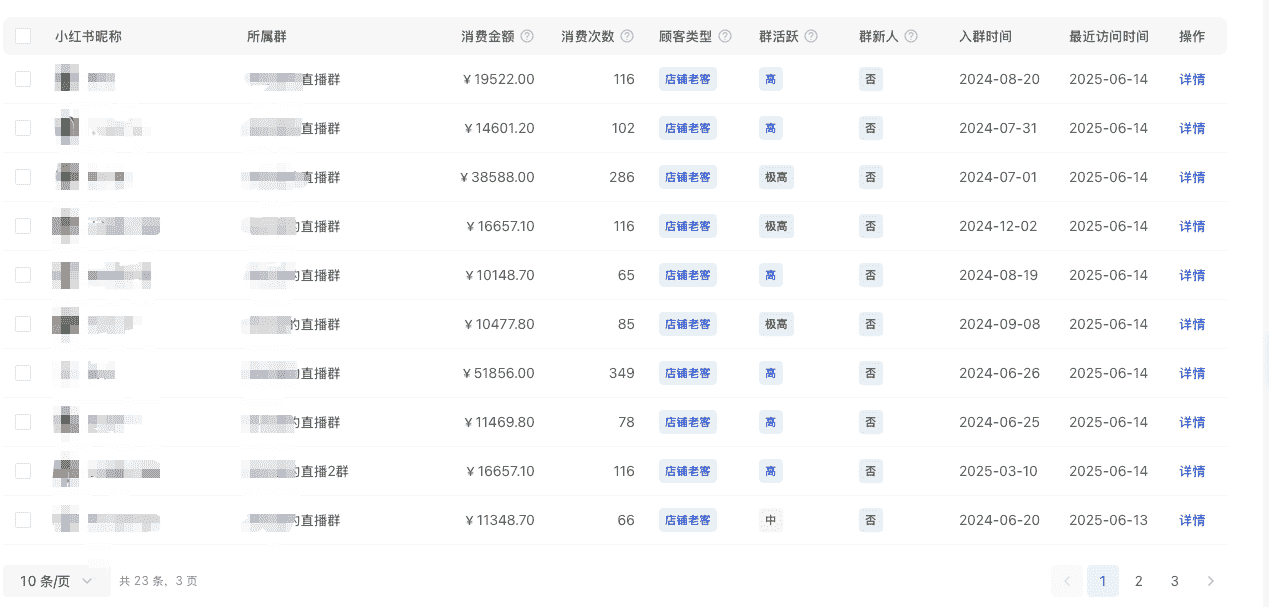 小红书昵称 所属群 消费金额 消费次数 顾客类型 群活跃 群新人 入群时间 最近访问时间 操作
直播群 ¥19522.00 116 店铺老客 高 否 2024-08-20 2025-06-14 详情
直播群 ¥14601.20 102 店铺老客 高 否 2024-07-31 2025-06-14 详情
直播群 ¥38588.00 286 店铺老客 极高 否 2024-07-01 2025-06-14 详情
直播群 ¥16657.10 116 店铺老客 极高 否 2024-12-02 2025-06-14 详情
直播群 ¥10148.70 65 店铺老客 高 否 2024-08-19 2025-06-14 详情
的直播群 ¥10477.80 85 店铺老客 极高 否 2024-09-08 2025-06-14 详情
直播群 ¥51856.00 349 店铺老客 高 否 2024-06-26 2025-06-14 详情
直播群 ¥11469.80 78 店铺老客 高 否 2024-06-25 2025-06-14 详情
直播2群 ¥16657.10 116 店铺老客 高 否 2025-03-10 2025-06-14 详情
直播群 ¥11348.70 66 店铺老客 中 否 2024-06-20 2025-06-13 详情
10 条/页 共 23 条，3 页 1 2 3